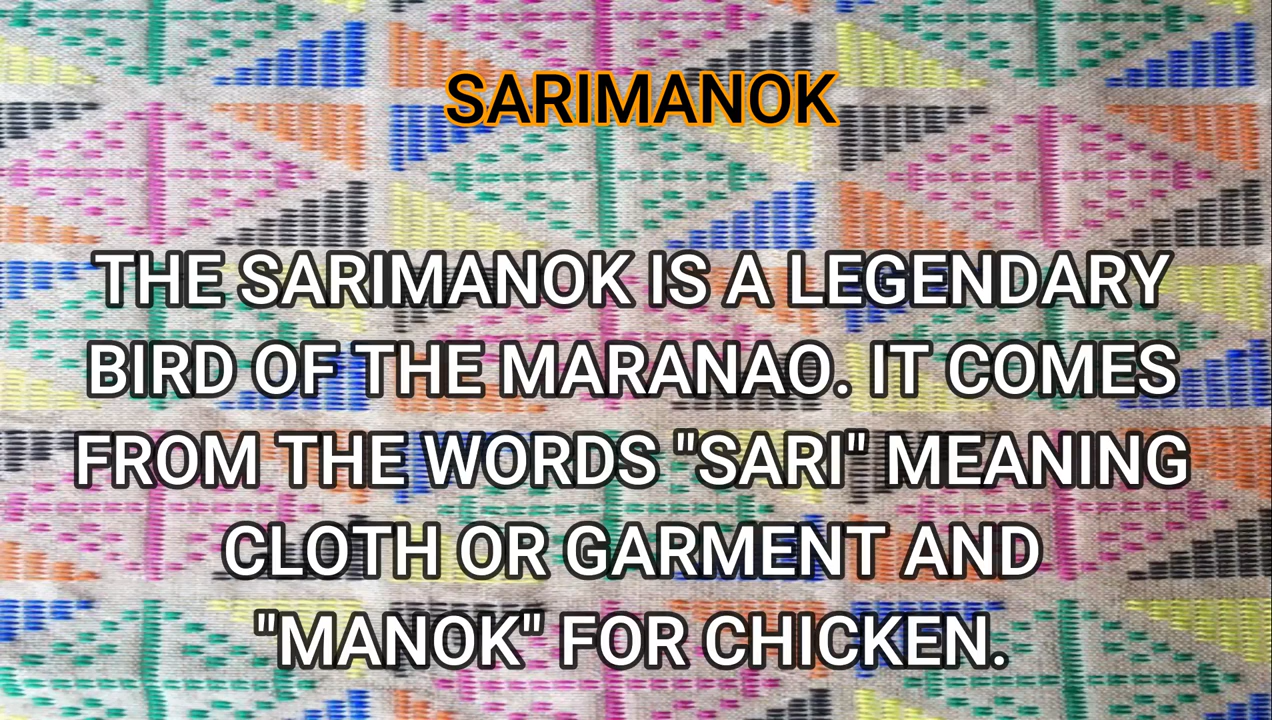 SARIMANOK
THE SARIMANOK IS A LEGENDARY
BIRD OF THE MARANAO. IT COMES
FROM THE WORDS "SARI" MEANING
CLOTH OR GARMENT AND
"MANOK" FOR CHICKEN.